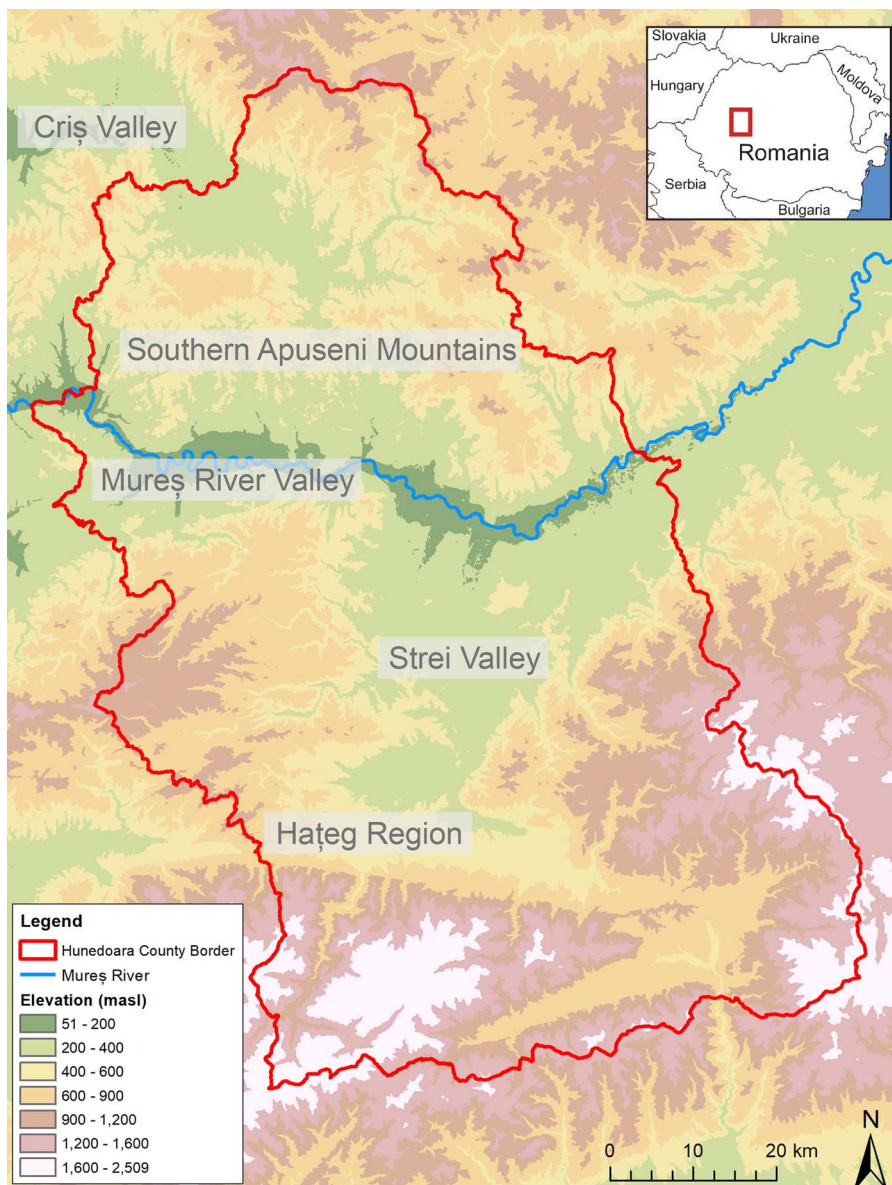 Slovakia
Ukraine
Hungary
Moldova
Romania
Serbia
Bulgaria
Criș Valley
Southern Apuseni Mountains
Mureș River Valley
Strei Valley
Hațeg Region
Legend
Hunedoara County Border
Mureș River
Elevation (masl)
51 - 200
200 - 400
400 - 600
600 - 900
900 - 1,200
1,200 - 1,600
1,600 - 2,509
N
0 10 20 km